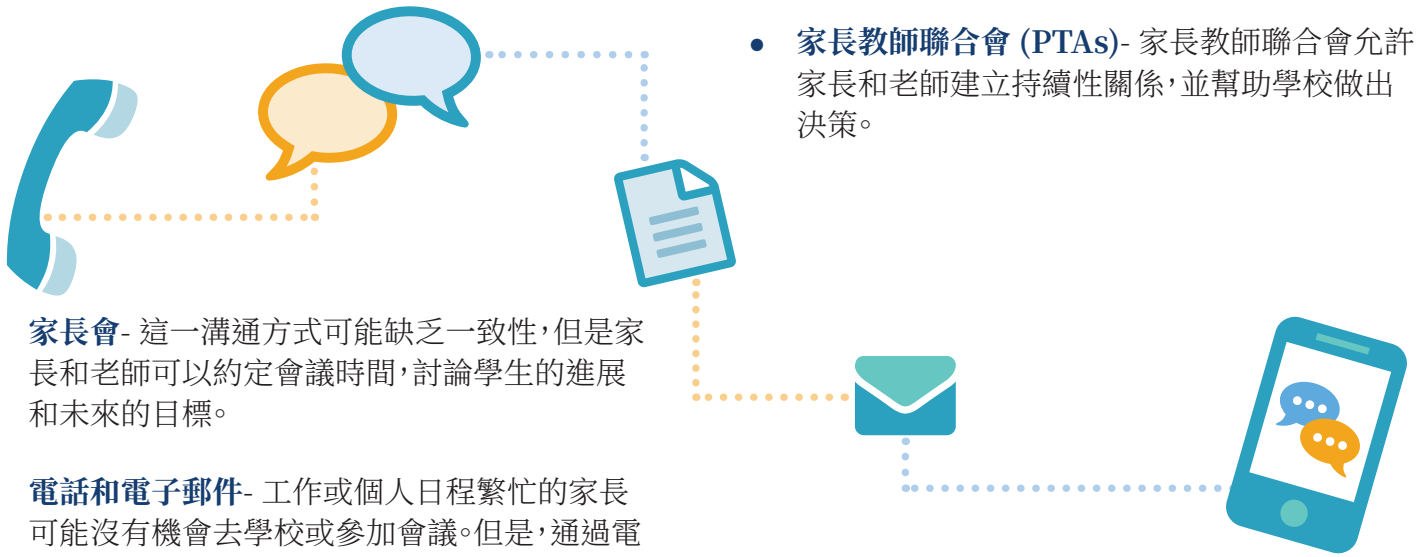 家長會- 這一溝通方式可能缺乏一致性，但是家
長和老師可以約定會議時間，討論學生的進展
和未來的目標。
電話和電子郵件- 工作或個人日程繁忙的家長
可能沒有機會去學校或參加會議。但是，通過電
• 家長教師聯合會 (PTAs)- 家長教師聯合會允許
家長和老師建立持續性關係，並幫助學校做出
決策。